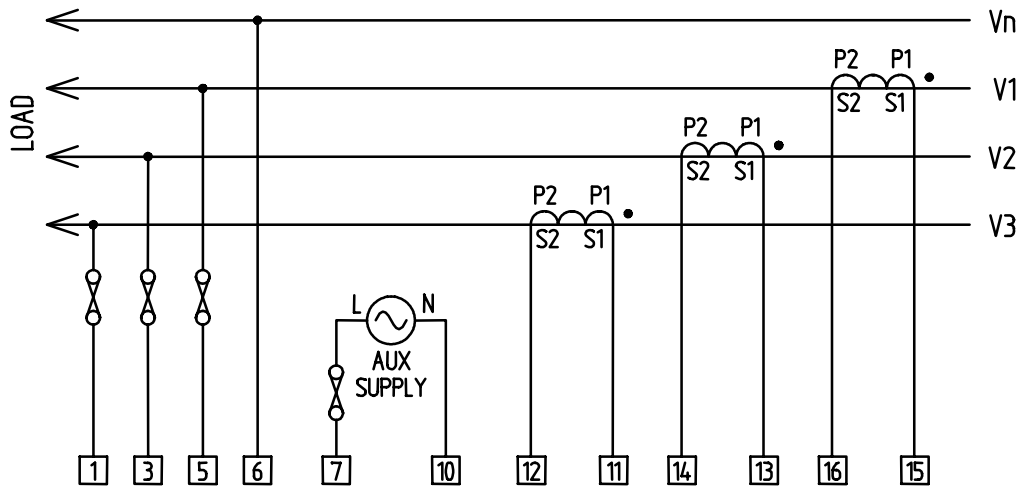 Vn
P2 P1
V1
S2 S1
LOAD
P2 P1
V2
S2 S1
P2 P1
V3
S2 S1
L N
AUX
SUPPLY
1 3 5 6 7 10 12 11 14 13 16 15